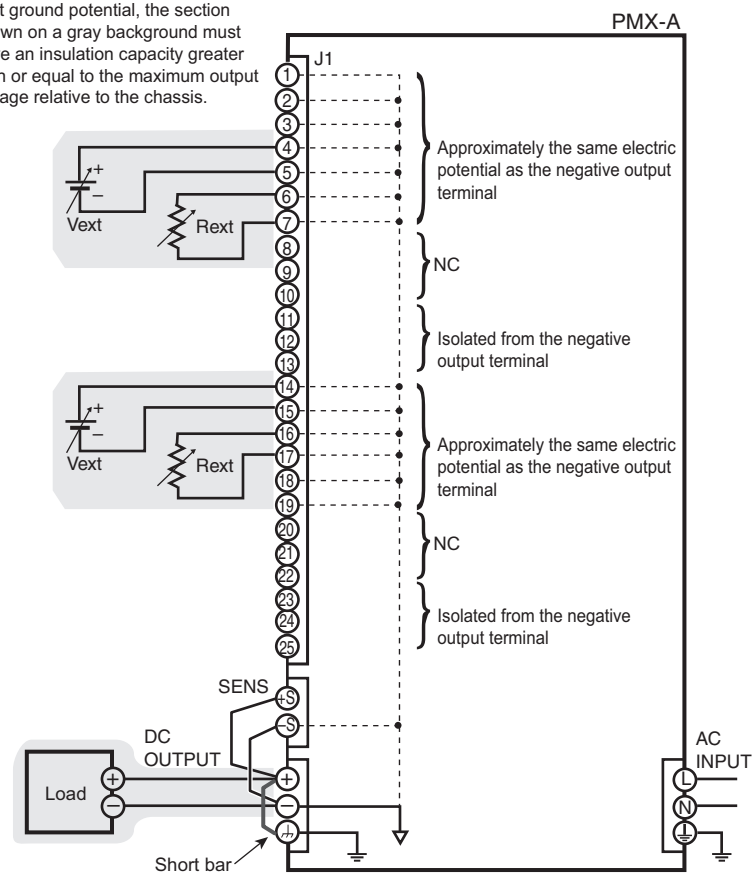 t ground potential, the section
wn on a gray background must
e an insulation capacity greater
n or equal to the maximum output
age relative to the chassis.
PMX-A
J1
1
2
3
4
5
6
7
8
9
10
11
12
13
14
15
16
17
18
19
20
21
22
23
24
25
+
–
Vext
Rext
Approximately the same electric
potential as the negative output
terminal
NC
Isolated from the negative
output terminal
+
–
Vext
Rext
Approximately the same electric
potential as the negative output
terminal
NC
Isolated from the negative
output terminal
SENS
+S
–S
DC
OUTPUT
Load
+
–
+
–
Short bar
AC
INPUT
L
N